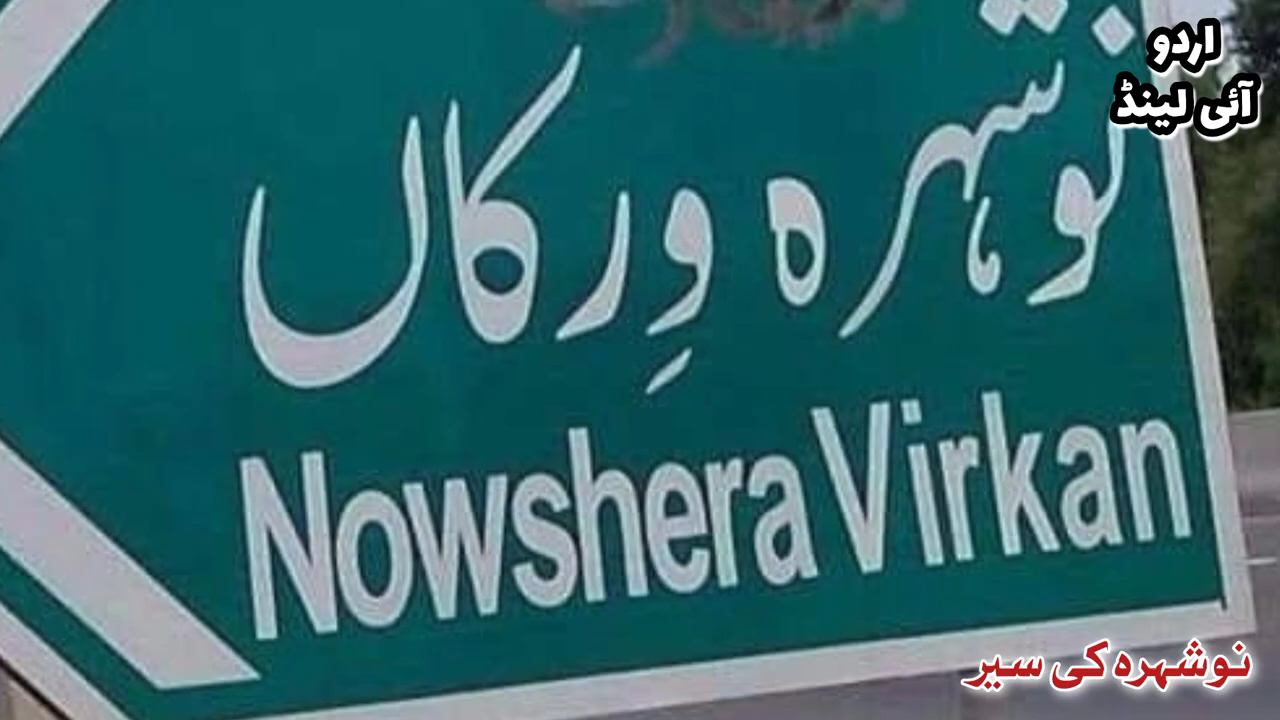 اردو
آئی لینڈ
نوشہرہ وِرکاں
Nowshera Virkan
نوشہرہ کی سیر